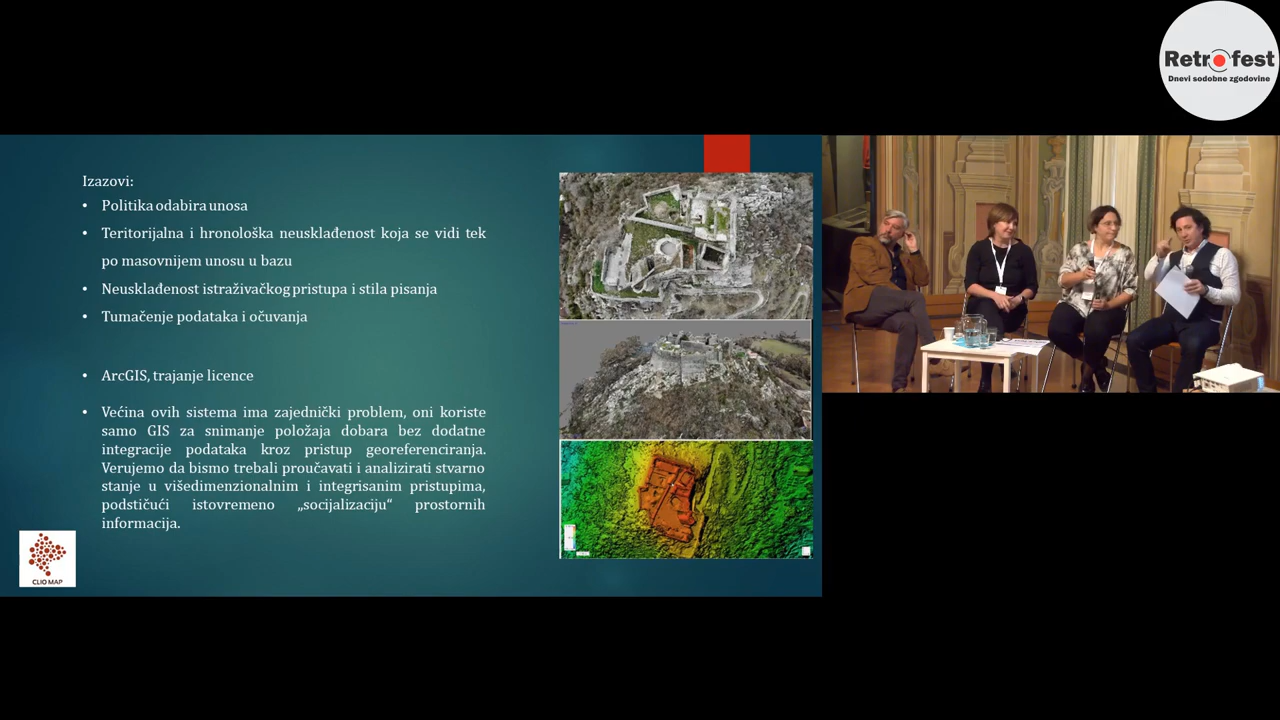 Retrofest
Dnevi sodobne zgodovine
Izazovi:
• Politika odabira unosa
• Teritorijalna i hronološka neusklađenost koja se vidi tek
po masovnijem unosu u bazu
• Neusklađenost istraživačkog pristupa i stila pisanja
• Tumačenje podataka i očuvanja
• ArcGIS, trajanje licence
• Većina ovih sistema ima zajednički problem, oni koriste
samo GIS za snimanje položaja dobara bez dodatne
integracije podataka kroz pristup georeferenciranja.
Verujemo da bismo trebali proučavati i analizirati stvarno
stanje u višedimenzionalnim i integrisanim pristupima,
podstičući istovremeno „socijalizaciju“ prostornih
informacija.
CLIO MAP